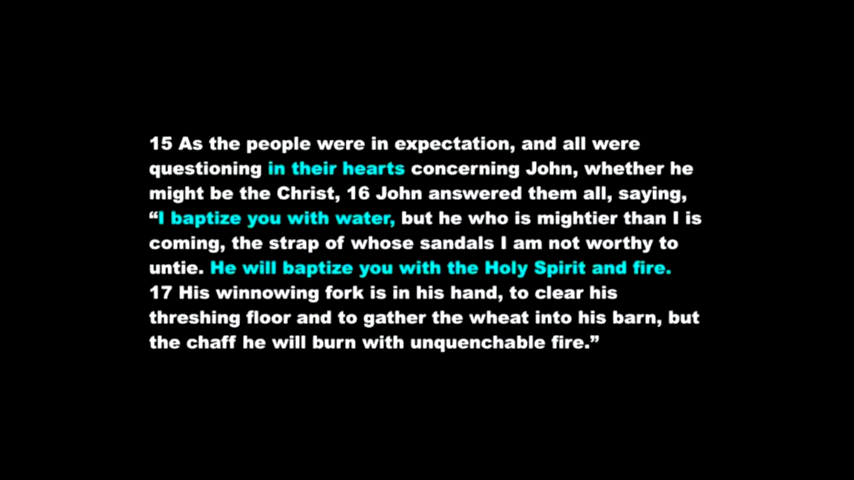 15 As the people were in expectation, and all were
questioning in their hearts concerning John, whether he
might be the Christ, 16 John answered them all, saying,
“I baptize you with water, but he who is mightier than I is
coming, the strap of whose sandals I am not worthy to
untie. He will baptize you with the Holy Spirit and fire.
17 His winnowing fork is in his hand, to clear his
threshing floor and to gather the wheat into his barn, but
the chaff he will burn with unquenchable fire.”